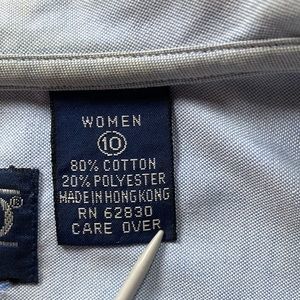 WOMEN
10
80% COTTON
20% POLYESTER
MADE IN HONG KONG
RN 62830
CARE OVER